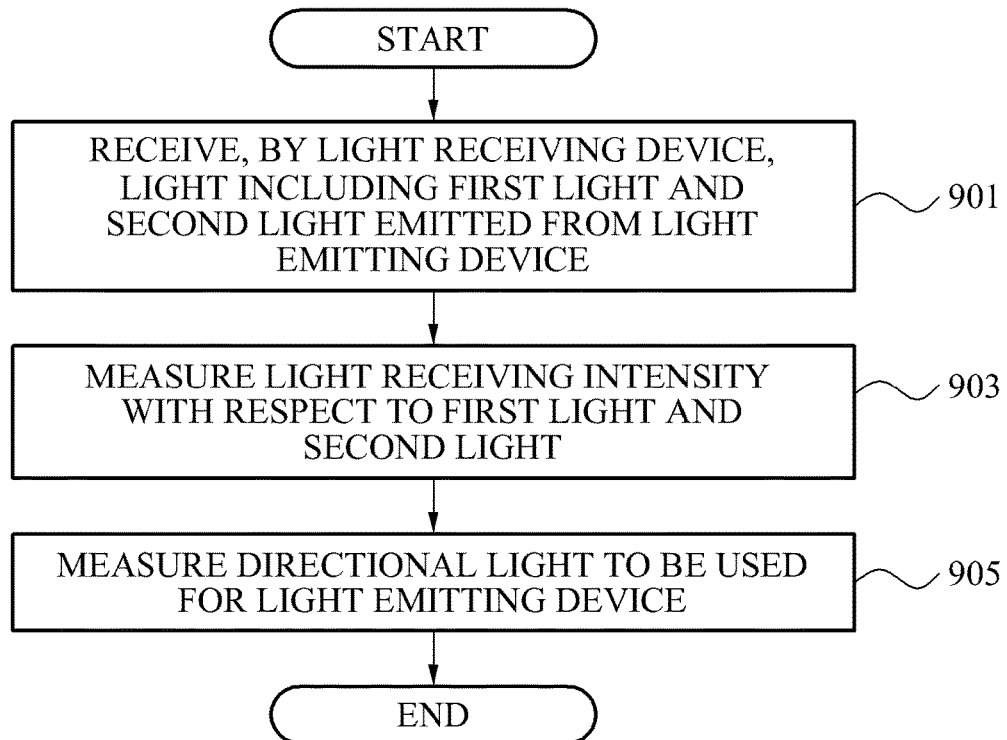 START
RECEIVE, BY LIGHT RECEIVING DEVICE,
LIGHT INCLUDING FIRST LIGHT AND
SECOND LIGHT EMITTED FROM LIGHT
EMITTING DEVICE
901
MEASURE LIGHT RECEIVING INTENSITY
WITH RESPECT TO FIRST LIGHT AND
SECOND LIGHT
903
MEASURE DIRECTIONAL LIGHT TO BE USED
FOR LIGHT EMITTING DEVICE
905
END